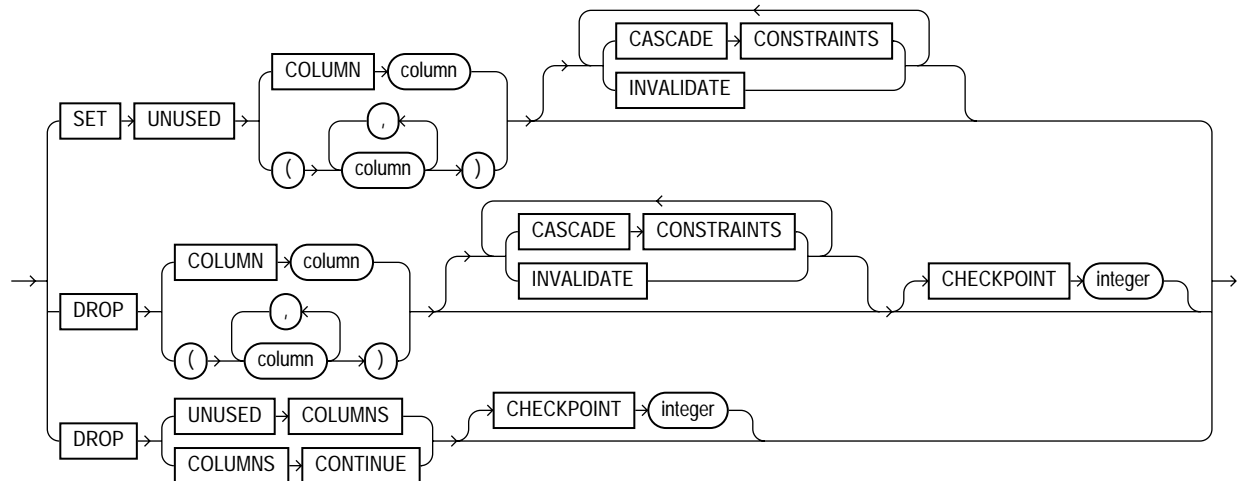 CASCADE CONSTRAINTS
COLUMN column
INVALIDATE
SET UNUSED
,
( column )
CASCADE CONSTRAINTS
COLUMN column
INVALIDATE
CHECKPOINT integer
DROP
,
( column )
UNUSED COLUMNS
CHECKPOINT integer
DROP
COLUMNS CONTINUE